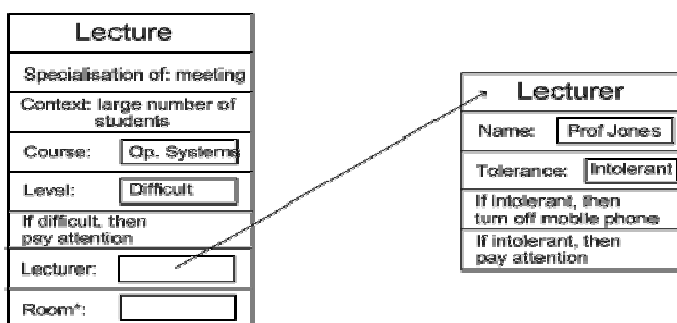 Lecture
Specialisation of: meeting
Context: large number of
students
Course: Op. Systems
Level: Difficult
If difficult, then
pay attention
Lecturer:
Room*:
Lecturer
Name: Prof Jones
Tolerance: Intolerant
If intolerant, then
turn off mobile phone
If intolerant, then
pay attention